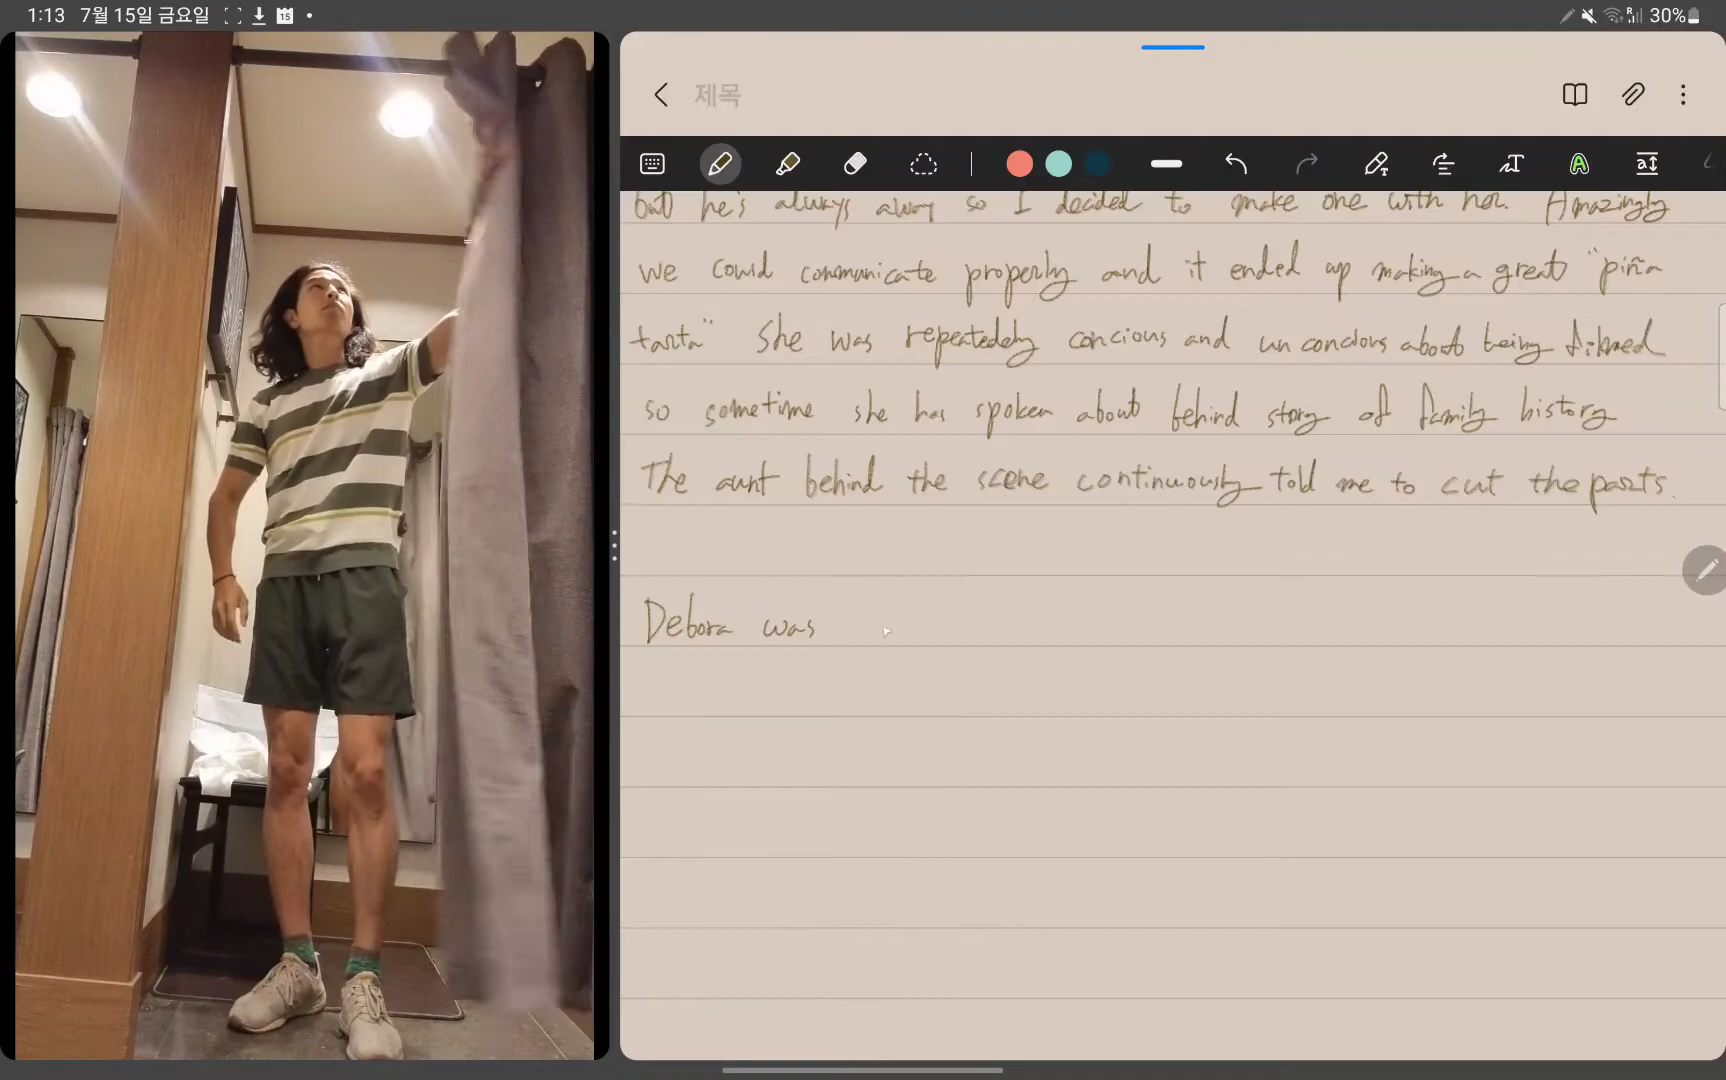 1:13 7월 15일 금요일 15
30%
제목
but he's always away so I decided to make one with her. Amazingly
we could communicate properly and it ended up making a great "piña
tarta" She was repeatedely concious and unconcious about being filmed
so sometime she has spoken about behind story of family history
The aunt behind the scene continuously told me to cut the parts.
Debora was